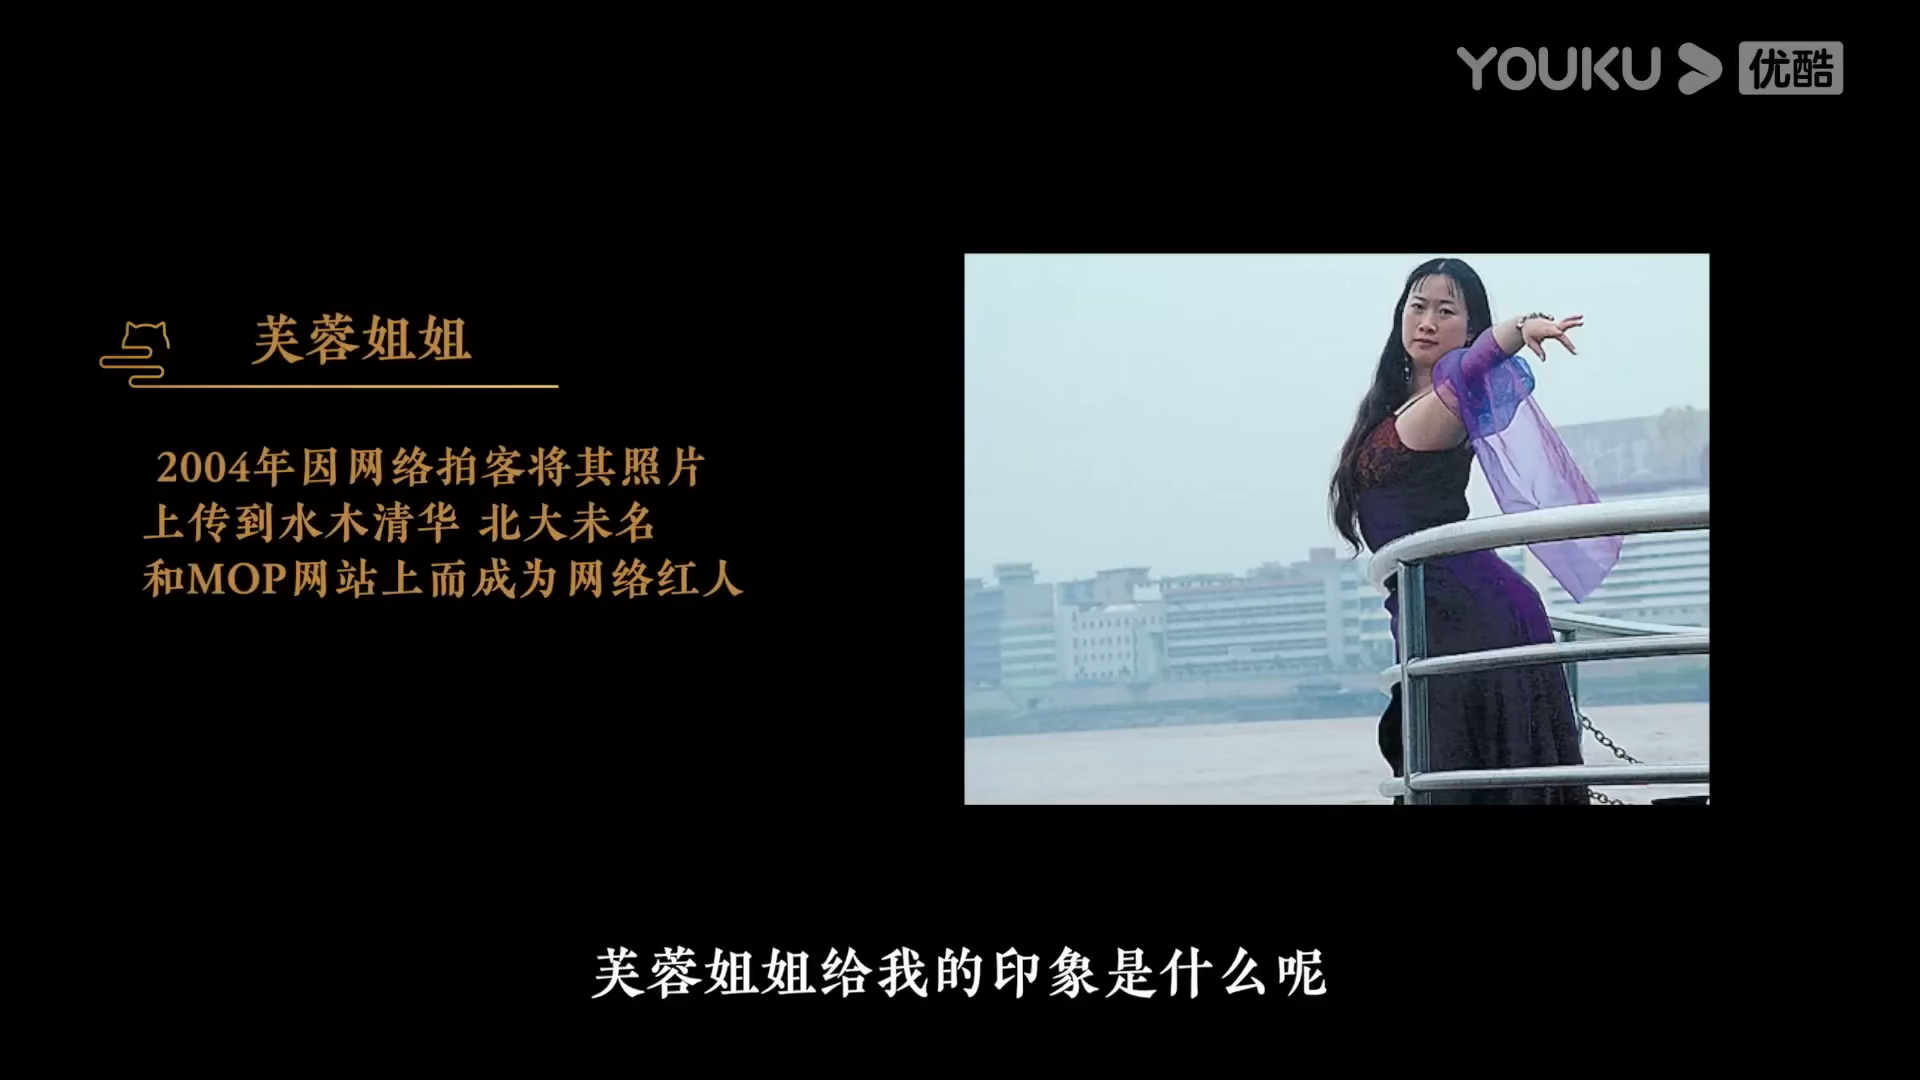 YOUKU 优酷
芙蓉姐姐
2004年因网络拍客将其照片
上传到水木清华 北大未名
和MOP网站上而成为网络红人
芙蓉姐姐给我的印象是什么呢